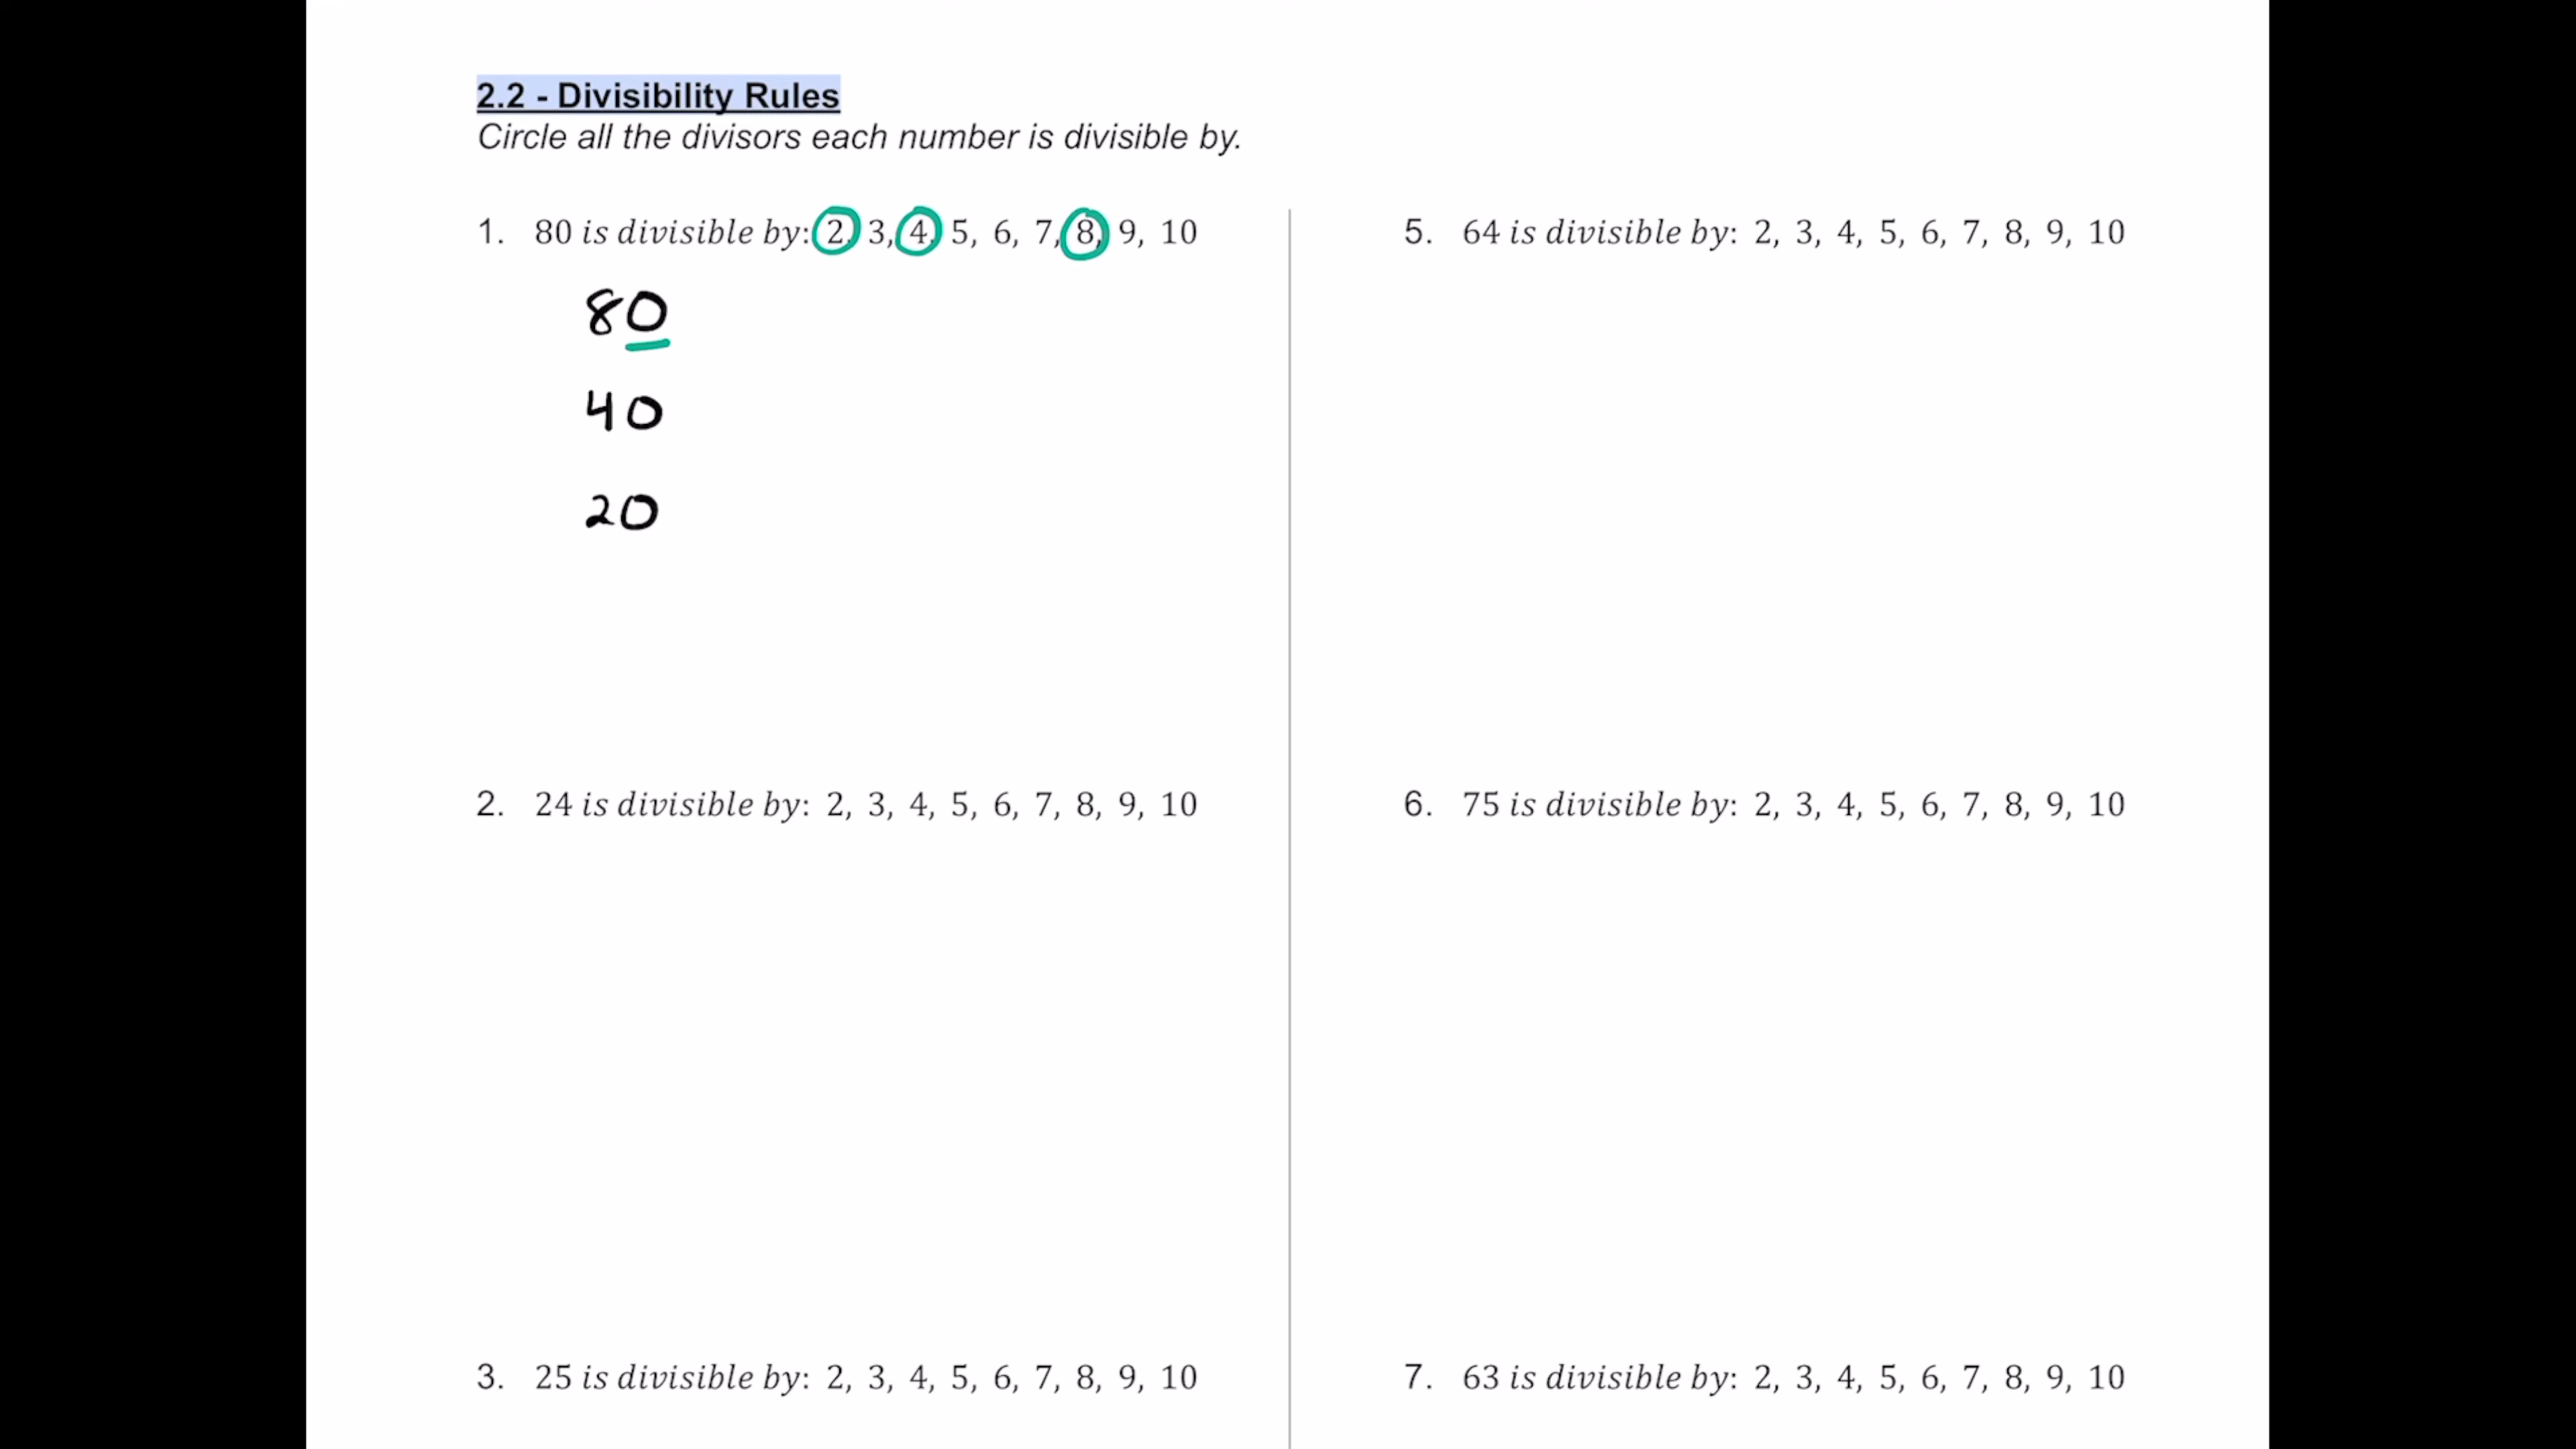 2.2 - Divisibility Rules
Circle all the divisors each number is divisible by.
1. 80 is divisible by: 2, 3, 4, 5, 6, 7, 8, 9, 10
80
40
20
2. 24 is divisible by: 2, 3, 4, 5, 6, 7, 8, 9, 10
3. 25 is divisible by: 2, 3, 4, 5, 6, 7, 8, 9, 10
5. 64 is divisible by: 2, 3, 4, 5, 6, 7, 8, 9, 10
6. 75 is divisible by: 2, 3, 4, 5, 6, 7, 8, 9, 10
7. 63 is divisible by: 2, 3, 4, 5, 6, 7, 8, 9, 10